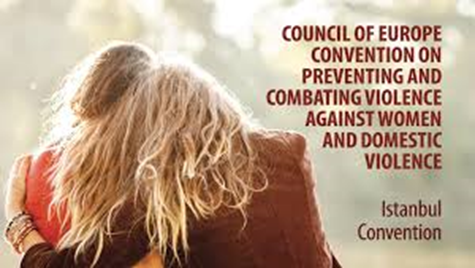 COUNCIL OF EUROPE
CONVENTION ON
PREVENTING AND
COMBATING VIOLENCE
AGAINST WOMEN
AND DOMESTIC
VIOLENCE
Istanbul
Convention